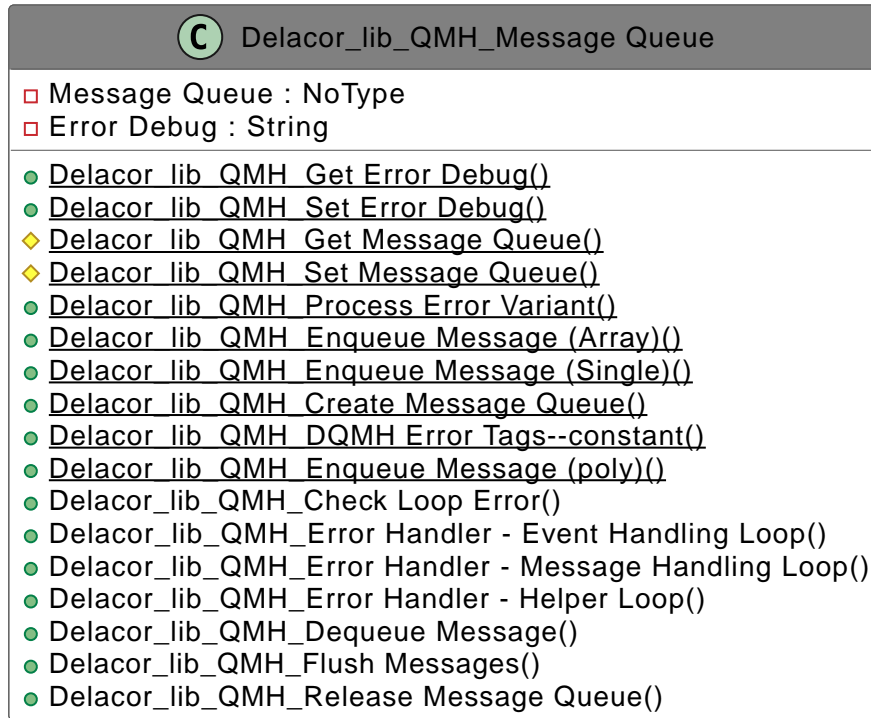 C Delacor_lib_QMH_Message Queue
Message Queue : NoType
Error Debug : String
Delacor_lib_QMH_Get Error Debug()
Delacor_lib_QMH_Set Error Debug()
Delacor_lib_QMH_Get Message Queue()
Delacor_lib_QMH_Set Message Queue()
Delacor_lib_QMH_Process Error Variant()
Delacor_lib_QMH_Enqueue Message (Array)()
Delacor_lib_QMH_Enqueue Message (Single)()
Delacor_lib_QMH_Create Message Queue()
Delacor_lib_QMH_DQMH Error Tags--constant()
Delacor_lib_QMH_Enqueue Message (poly)()
Delacor_lib_QMH_Check Loop Error()
Delacor_lib_QMH_Error Handler - Event Handling Loop()
Delacor_lib_QMH_Error Handler - Message Handling Loop()
Delacor_lib_QMH_Error Handler - Helper Loop()
Delacor_lib_QMH_Dequeue Message()
Delacor_lib_QMH_Flush Messages()
Delacor_lib_QMH_Release Message Queue()